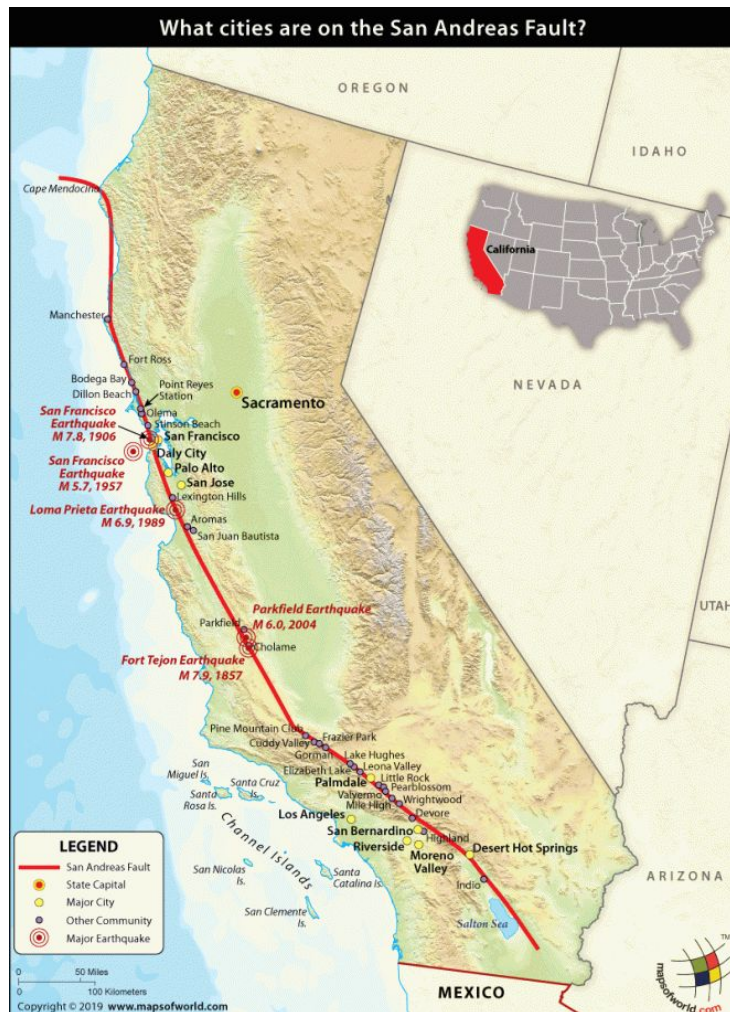 What cities are on the San Andreas Fault?
OREGON
IDAHO
Cape Mendocino
California
Manchester
NEVADA
Fort Ross
Bodega Bay
Point Reyes
Station
Dillon Beach
Sacramento
Olema
San Francisco
Earthquake
M 7.8, 1906
Stinson Beach
San Francisco
Daly City
San Francisco
Earthquake
M 5.7, 1957
Palo Alto
San Jose
Lexington Hills
Loma Prieta Earthquake
M 6.9, 1989
Aromas
San Juan Bautista
UTAH
Parkfield Earthquake
M 6.0, 2004
Parkfield
Cholame
Fort Tejon Earthquake
M 7.9, 1857
Pine Mountain Club
Frazier Park
Cuddy Valley
Gorman
Lake Hughes
Leona Valley
Elizabeth Lake
Little Rock
Palmdale
Pearblossom
Valyermo
Wrightwood
Mile High
Devore
San
Miguel Is.
Santa Cruz
Is.
Santa
Rosa Is.
Los Angeles
San Bernardino
Highland
Riverside
Moreno
Valley
Desert Hot Springs
Channel Islands
Indio
ARIZONA
San Nicolas
Is.
Santa
Catalina Is.
San Clemente
Is.
Salton Sea
LEGEND
San Andreas Fault
State Capital
Major City
Other Community
Major Earthquake
0 50 Miles
0 100 Kilometers
MEXICO
Copyright © 2019 www.mapsofworld.com
mapsofworld.com
TM